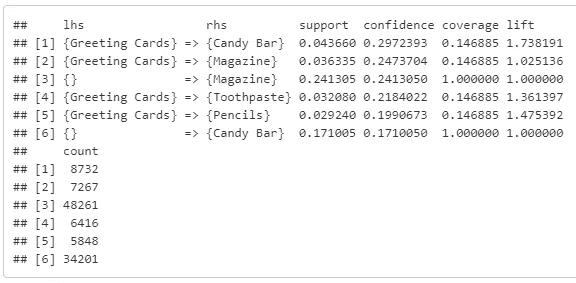 ##     lhs                 rhs          support  confidence coverage lift
## [1] {Greeting Cards} => {Candy Bar}  0.043660 0.2972393  0.146885 1.738191
## [2] {Greeting Cards} => {Magazine}   0.036335 0.2473704  0.146885 1.025136
## [3] {}               => {Magazine}   0.241305 0.2413050  1.000000 1.000000
## [4] {Greeting Cards} => {Toothpaste} 0.032080 0.2184022  0.146885 1.361397
## [5] {Greeting Cards} => {Pencils}    0.029240 0.1990673  0.146885 1.475392
## [6] {}               => {Candy Bar}  0.171005 0.1710050  1.000000 1.000000
##     count
## [1]  8732
## [2]  7267
## [3] 48261
## [4]  6416
## [5]  5848
## [6] 34201